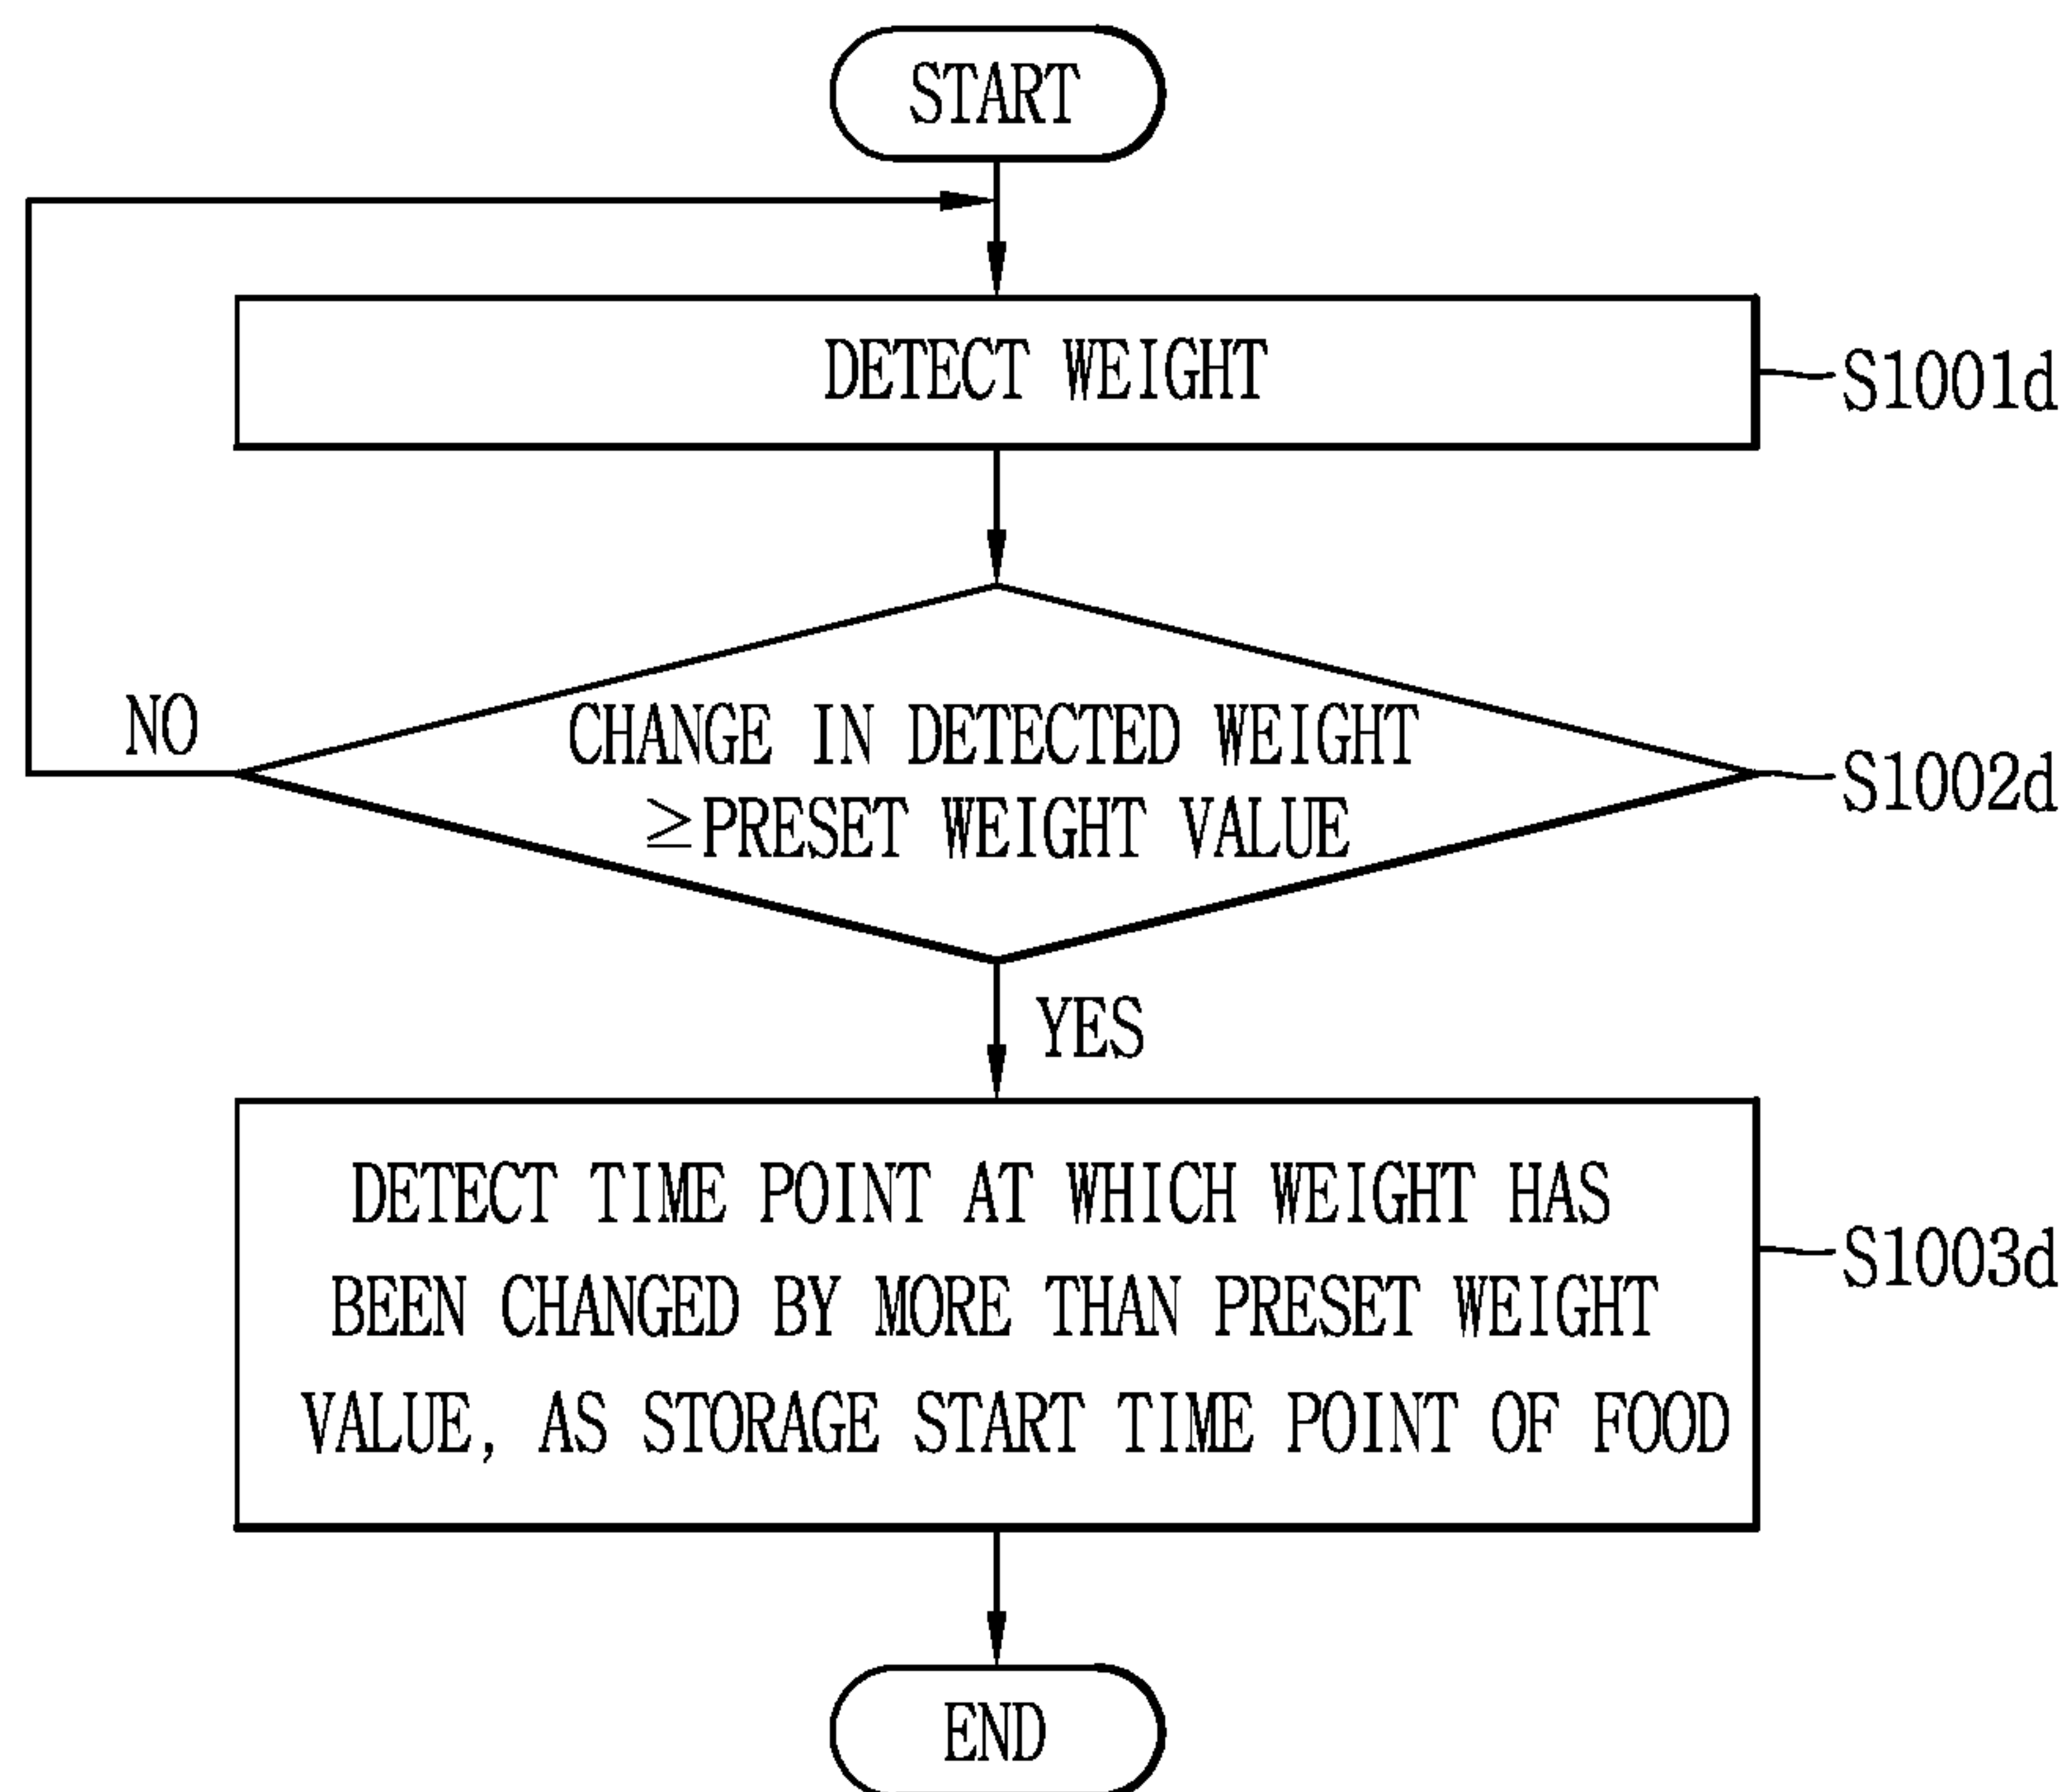 START
DETECT WEIGHT
S1001d
NO
CHANGE IN DETECTED WEIGHT
≥PRESET WEIGHT VALUE
S1002d
YES
DETECT TIME POINT AT WHICH WEIGHT HAS
BEEN CHANGED BY MORE THAN PRESET WEIGHT
VALUE, AS STORAGE START TIME POINT OF FOOD
S1003d
END